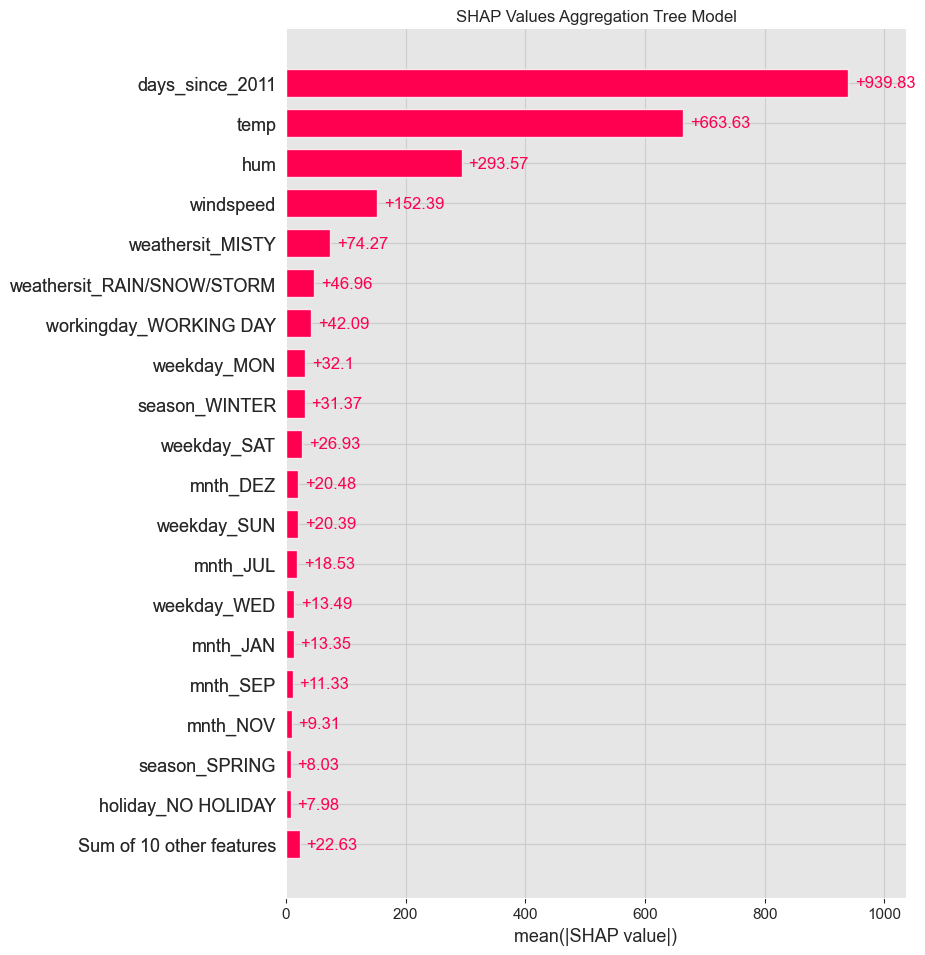 SHAP Values Aggregation Tree Model
days_since_2011 +939.83
temp +663.63
hum +293.57
windspeed +152.39
weathersit_MISTY +74.27
weathersit_RAIN/SNOW/STORM +46.96
workingday_WORKING DAY +42.09
weekday_MON +32.1
season_WINTER +31.37
weekday_SAT +26.93
mnth_DEZ +20.48
weekday_SUN +20.39
mnth_JUL +18.53
weekday_WED +13.49
mnth_JAN +13.35
mnth_SEP +11.33
mnth_NOV +9.31
season_SPRING +8.03
holiday_NO HOLIDAY +7.98
Sum of 10 other features +22.63
0 200 400 600 800 1000
mean(|SHAP value|)